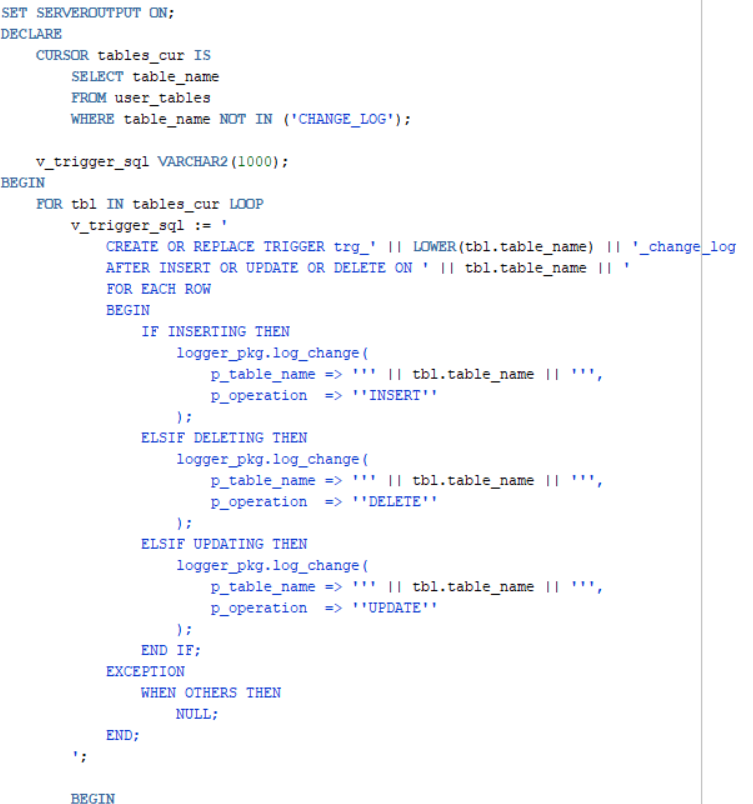 SET SERVEROUTPUT ON;
DECLARE
    CURSOR tables_cur IS
        SELECT table_name
        FROM user_tables
        WHERE table_name NOT IN ('CHANGE_LOG');

    v_trigger_sql VARCHAR2(1000);
BEGIN
    FOR tbl IN tables_cur LOOP
        v_trigger_sql := '
            CREATE OR REPLACE TRIGGER trg_' || LOWER(tbl.table_name) || '_change_log
            AFTER INSERT OR UPDATE OR DELETE ON ' || tbl.table_name || '
            FOR EACH ROW
            BEGIN
                IF INSERTING THEN
                    logger_pkg.log_change(
                        p_table_name => ''' || tbl.table_name || ''',
                        p_operation  => ''INSERT''
                    );
                ELSIF DELETING THEN
                    logger_pkg.log_change(
                        p_table_name => ''' || tbl.table_name || ''',
                        p_operation  => ''DELETE''
                    );
                ELSIF UPDATING THEN
                    logger_pkg.log_change(
                        p_table_name => ''' || tbl.table_name || ''',
                        p_operation  => ''UPDATE''
                    );
                END IF;
            EXCEPTION
                WHEN OTHERS THEN
                    NULL;
            END;
        ';

        BEGIN